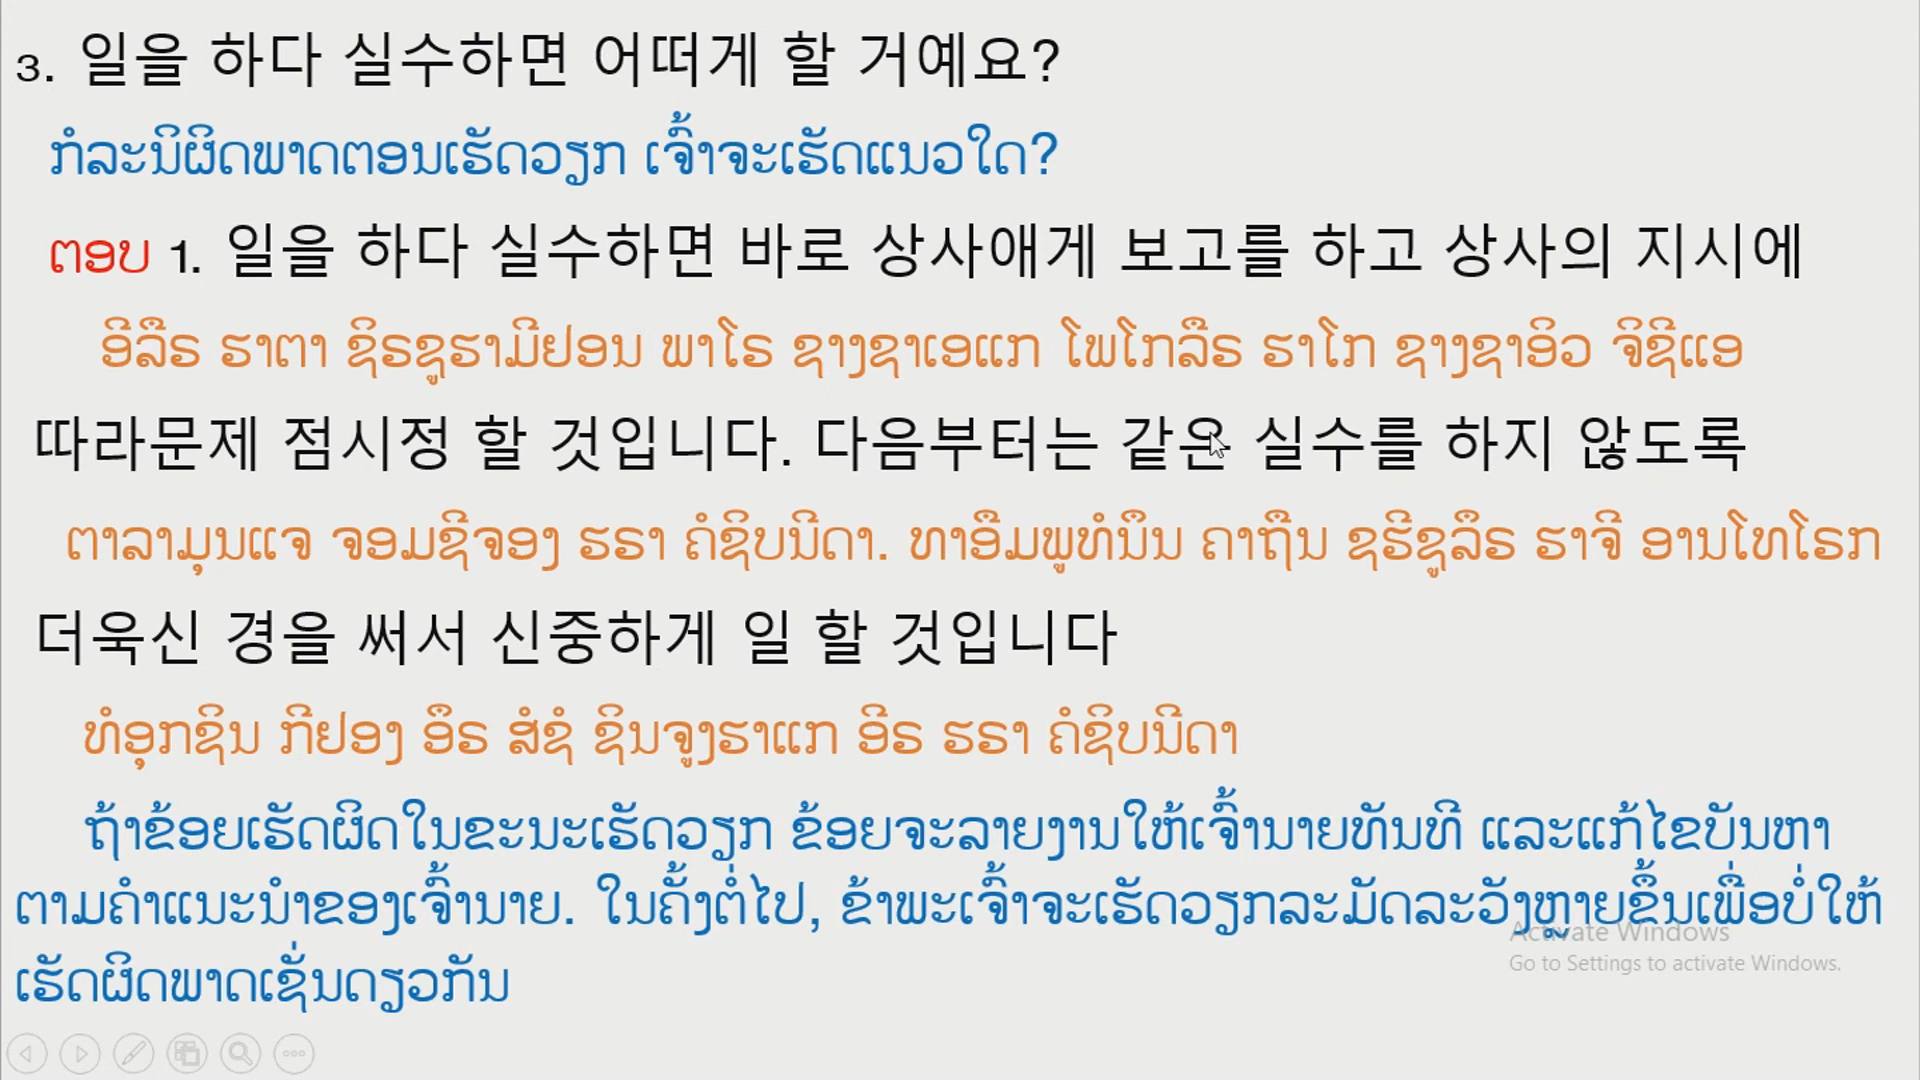 3. 일을 하다 실수하면 어떠게 할 거예요?
ກໍລະນີຜິດພາດຕອນເຮັດວຽກ ເຈົ້າຈະເຮັດແນວໃດ?
ຕອບ 1. 일을 하다 실수하면 바로 상사애게 보고를 하고 상사의 지시에
ອີລືຣ ຮາຕາ ຊິຣຊູຮາມີຢອນ ພາໂຣ ຊາງຊາເອແກ ໂພໂກລືຣ ຮາໂກ ຊາງຊາອິວ ຈິຊີແອ
따라문제 점시정 할 것입니다. 다음부터는 같은 실수를 하지 않도록
ຕາລາມຸນແຈ ຈອມຊີຈອງ ຮຣາ ຄໍຊິບນີດາ. ທາອືມພູທໍນຶນ ຄາຖືນ ຊຮີຊູລຶຣ ຮາຈີ ອານໂທໂຣກ
더욱신 경을 써서 신중하게 일 할 것입니다
ທໍອຸກຊິນ ກີຢອງ ອຶຣ ສໍຊໍ ຊິນຈູງຮາແກ ອີຣ ຮຣາ ຄໍຊິບນີດາ
ຖ້າຂ້ອຍເຮັດຜິດໃນຂະນະເຮັດວຽກ ຂ້ອຍຈະລາຍງານໃຫ້ເຈົ້ານາຍທັນທີ ແລະແກ້ໄຂບັນຫາ
ຕາມຄໍາແນະນໍາຂອງເຈົ້ານາຍ. ໃນຄັ້ງຕໍ່ໄປ, ຂ້າພະເຈົ້າຈະເຮັດວຽກລະມັດລະວັງຫຼາຍຂຶ້ນເພື່ອບໍ່ໃຫ້
ເຮັດຜິດພາດເຊັ່ນດຽວກັນ
Activate Windows
Go to Settings to activate Windows.